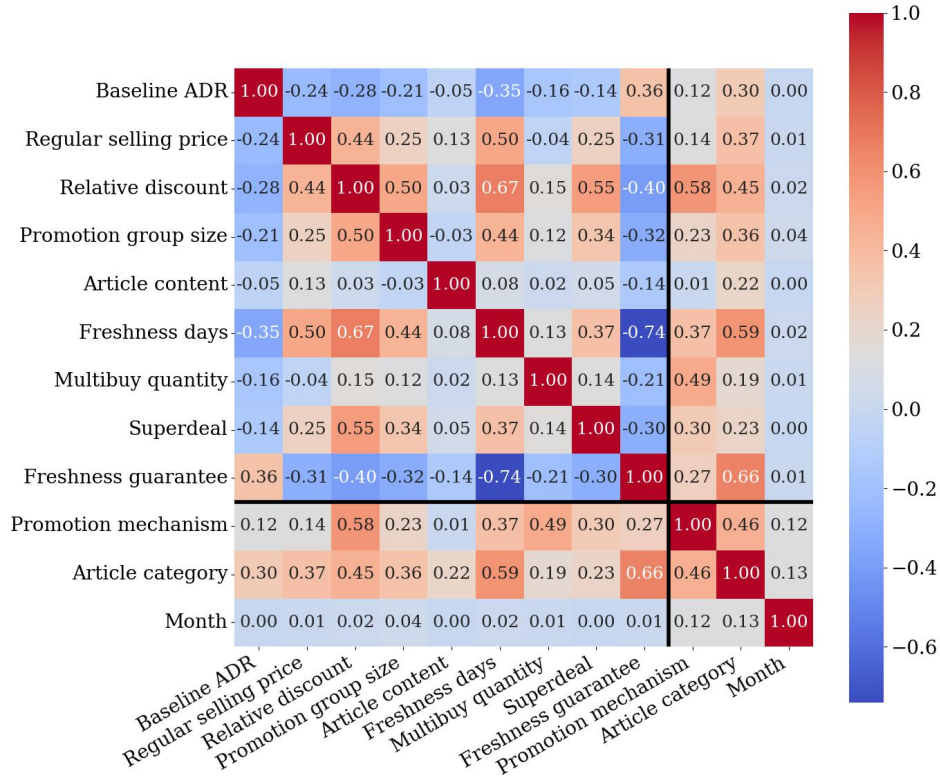 1.0
Baseline ADR 1.00 -0.24 -0.28 -0.21 -0.05 -0.35 -0.16 -0.14 0.36 0.12 0.30 0.00
0.8
Regular selling price -0.24 1.00 0.44 0.25 0.13 0.50 -0.04 0.25 -0.31 0.14 0.37 0.01
Relative discount -0.28 0.44 1.00 0.50 0.03 0.67 0.15 0.55 -0.40 0.58 0.45 0.02
0.6
Promotion group size -0.21 0.25 0.50 1.00 -0.03 0.44 0.12 0.34 -0.32 0.23 0.36 0.04
0.4
Article content -0.05 0.13 0.03 -0.03 1.00 0.08 0.02 0.05 -0.14 0.01 0.22 0.00
Freshness days -0.35 0.50 0.67 0.44 0.08 1.00 0.13 0.37 -0.74 0.37 0.59 0.02
0.2
Multibuy quantity -0.16 -0.04 0.15 0.12 0.02 0.13 1.00 0.14 -0.21 0.49 0.19 0.01
0.0
Superdeal -0.14 0.25 0.55 0.34 0.05 0.37 0.14 1.00 -0.30 0.30 0.23 0.00
Freshness guarantee 0.36 -0.31 -0.40 -0.32 -0.14 -0.74 -0.21 -0.30 1.00 0.27 0.66 0.01
−0.2
Promotion mechanism 0.12 0.14 0.58 0.23 0.01 0.37 0.49 0.30 0.27 1.00 0.46 0.12
−0.4
Article category 0.30 0.37 0.45 0.36 0.22 0.59 0.19 0.23 0.66 0.46 1.00 0.13
Month 0.00 0.01 0.02 0.04 0.00 0.02 0.01 0.00 0.01 0.12 0.13 1.00
−0.6
Baseline ADR
Regular selling price
Relative discount
Promotion group size
Article content
Freshness days
Multibuy quantity
Superdeal
Freshness guarantee
Promotion mechanism
Article category
Month